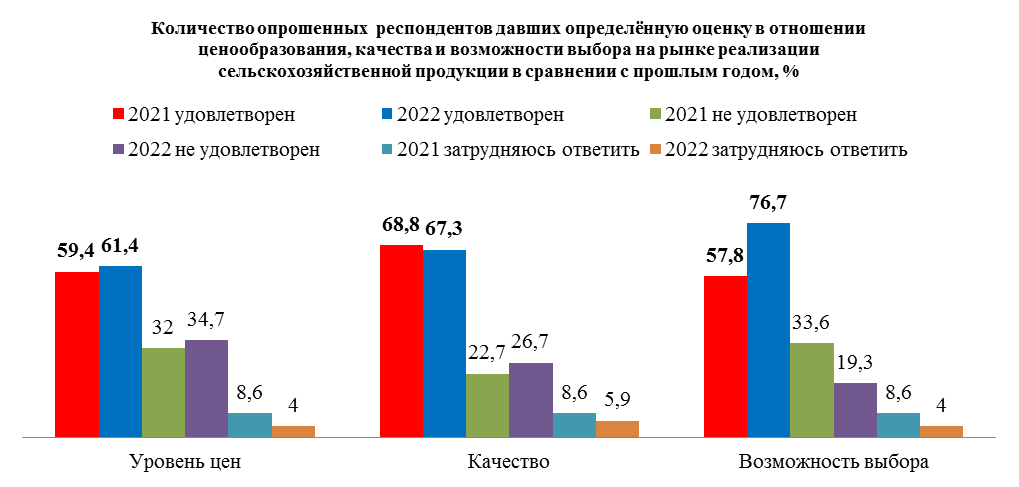 Количество опрошенных респондентов давших определённую оценку в отношении
ценообразования, качества и возможности выбора на рынке реализации
сельскохозяйственной продукции в сравнении с прошлым годом, %
2021 удовлетворен
2022 удовлетворен
2021 не удовлетворен
2022 не удовлетворен
2021 затрудняюсь ответить
2022 затрудняюсь ответить
59,4
61,4
32
34,7
8,6
4
68,8
67,3
22,7
26,7
8,6
5,9
57,8
76,7
33,6
19,3
8,6
4
Уровень цен
Качество
Возможность выбора